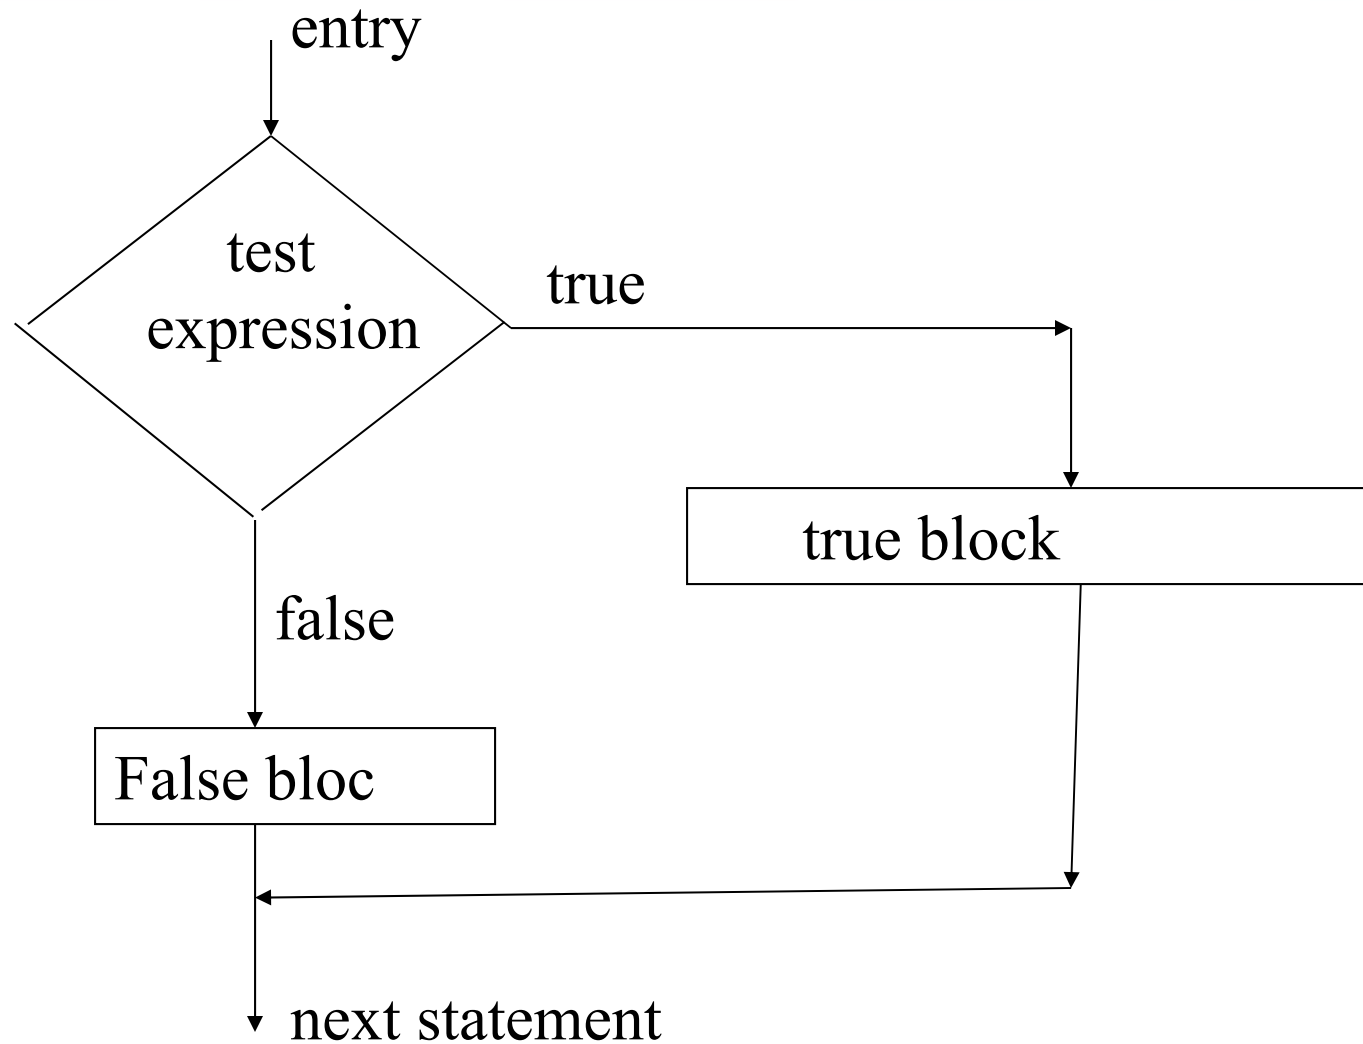 entry
test
expression
true
true block
false
False bloc
next statement